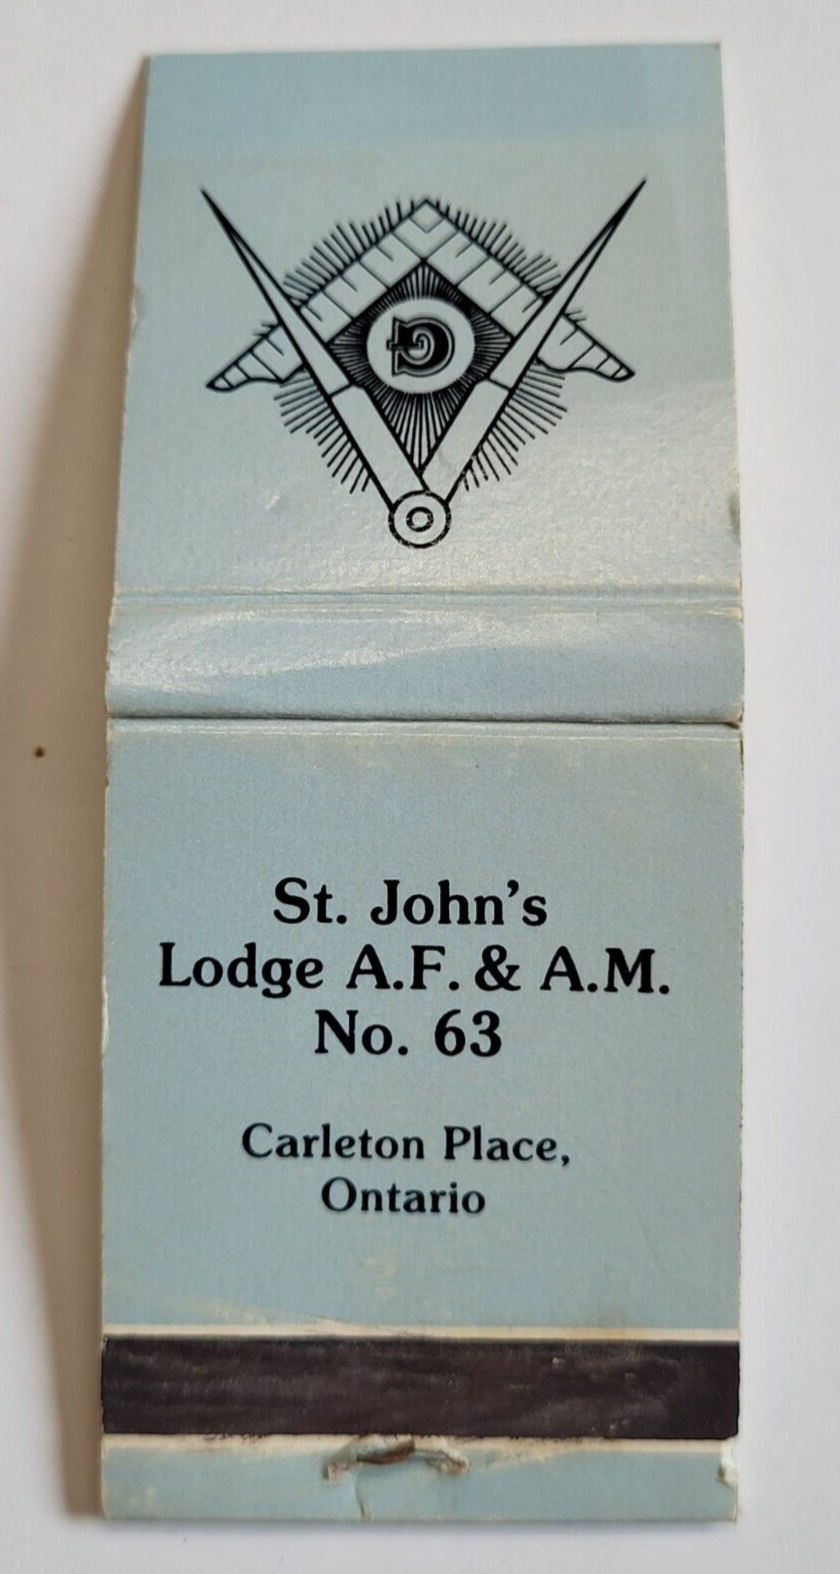 G
St. John's
Lodge A.F. & A.M.
No. 63
Carleton Place,
Ontario